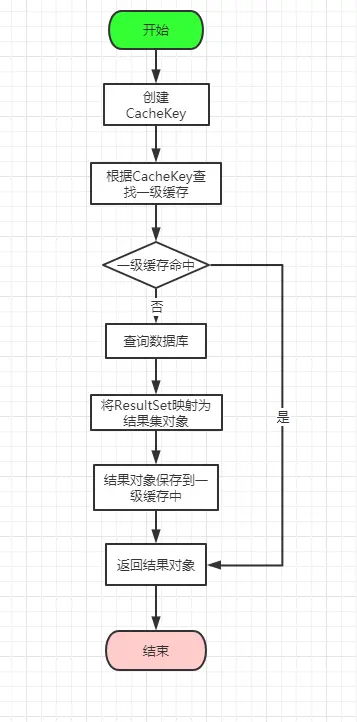 开始
创建
CacheKey
根据CacheKey查
找一级缓存
一级缓存命中
否
查询数据库
将ResultSet映射为
结果集对象
是
结果对象保存到一
级缓存中
返回结果对象
结束